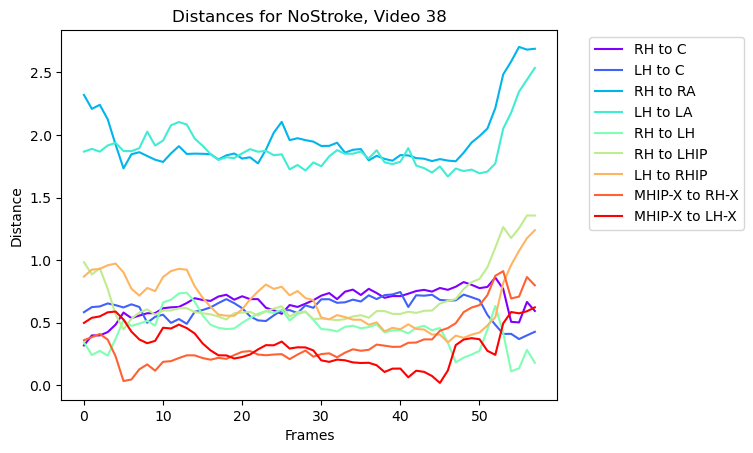 Distances for NoStroke, Video 38
RH to C
LH to C
RH to RA
LH to LA
RH to LH
RH to LHIP
LH to RHIP
MHIP-X to RH-X
MHIP-X to LH-X
Distance
2.5
2.0
1.5
1.0
0.5
0.0
0
10
20
30
40
50
Frames